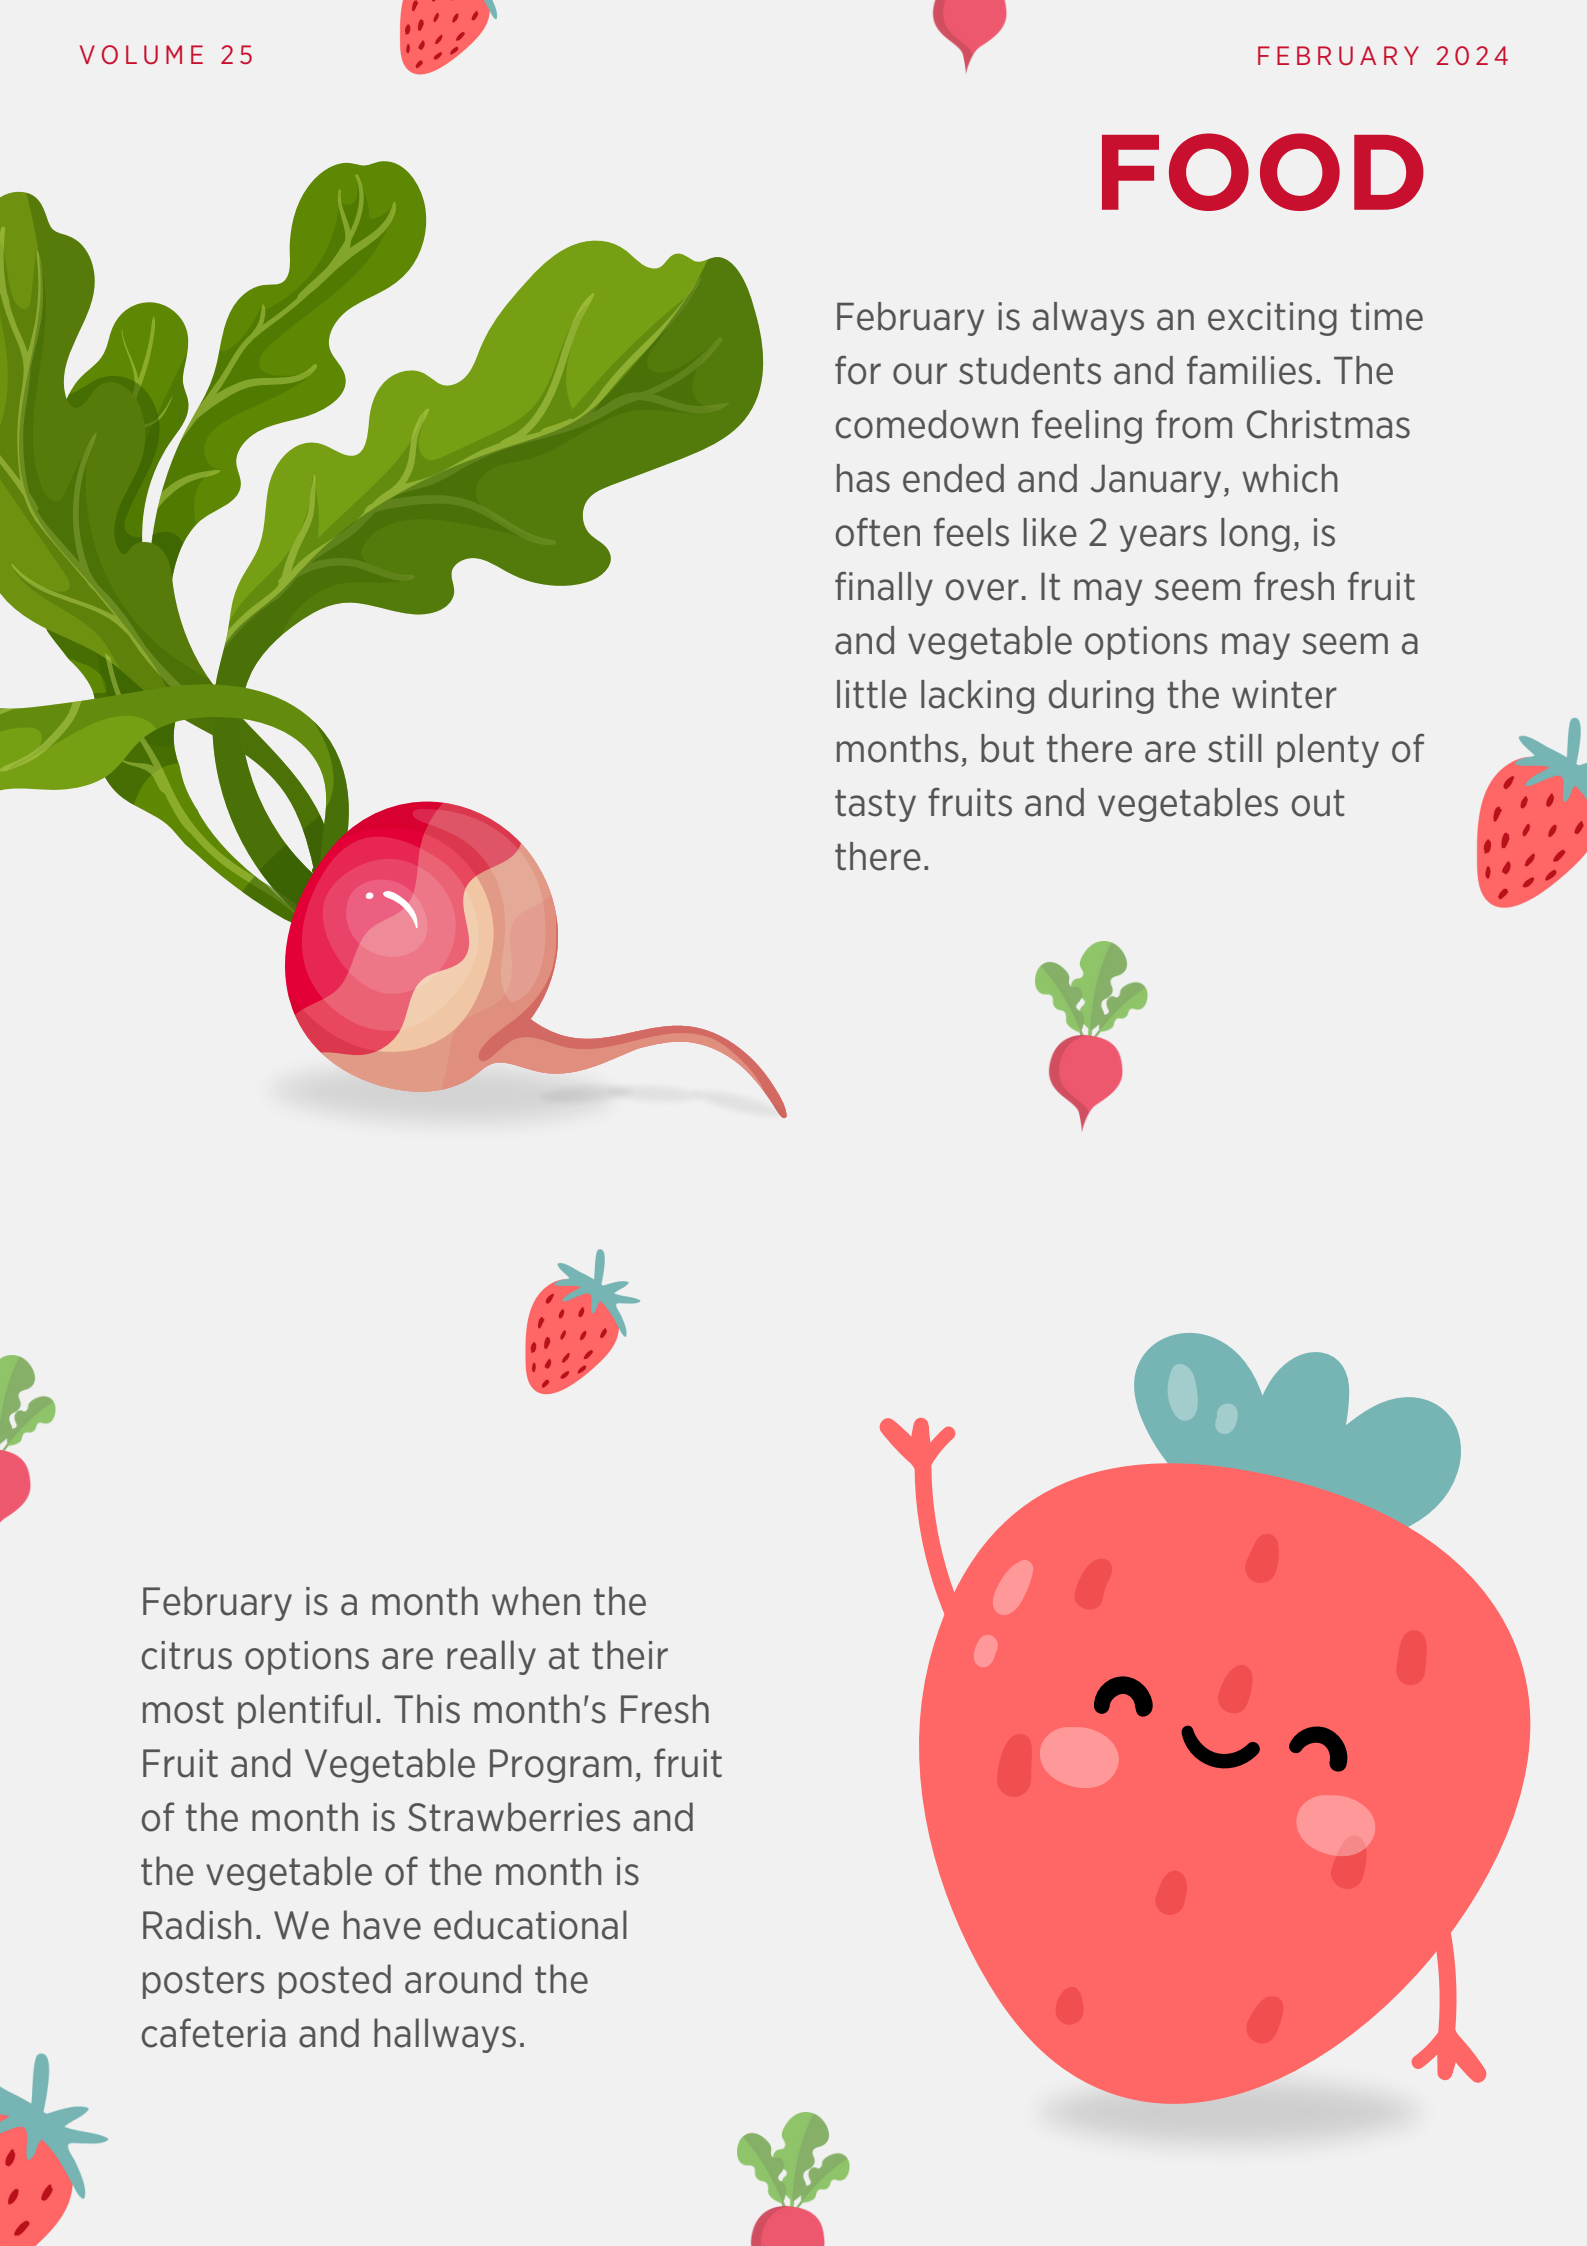 VOLUME 25
FEBRUARY 2024
FOOD
February is always an exciting time
for our students and families. The
comedown feeling from Christmas
has ended and January, which
often feels like 2 years long, is
finally over. It may seem fresh fruit
and vegetable options may seem a
little lacking during the winter
months, but there are still plenty of
tasty fruits and vegetables out
there.
February is a month when the
citrus options are really at their
most plentiful. This month's Fresh
Fruit and Vegetable Program, fruit
of the month is Strawberries and
the vegetable of the month is
Radish. We have educational
posters posted around the
cafeteria and hallways.